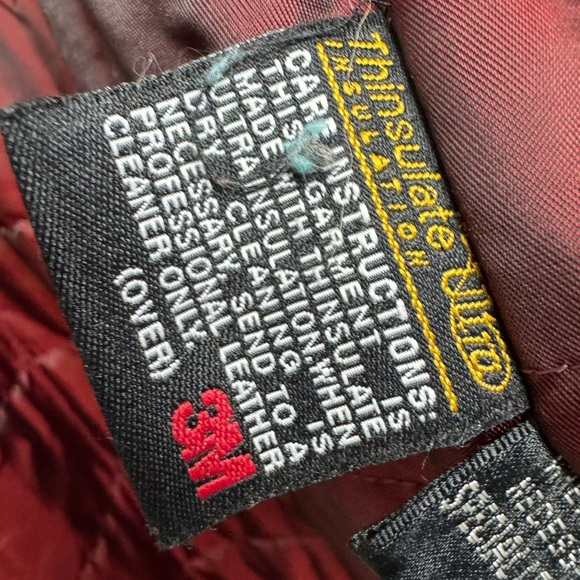 Thinsulate Ultra
INSULATION
CARE INSTRUCTIONS:
THIS GARMENT IS
MADE WITH THINSULATE
ULTRA INSULATION. WHEN
DRY CLEANING IS
NECESSARY SEND TO A
PROFESSIONAL LEATHER
CLEANER ONLY.
(OVER)
3M